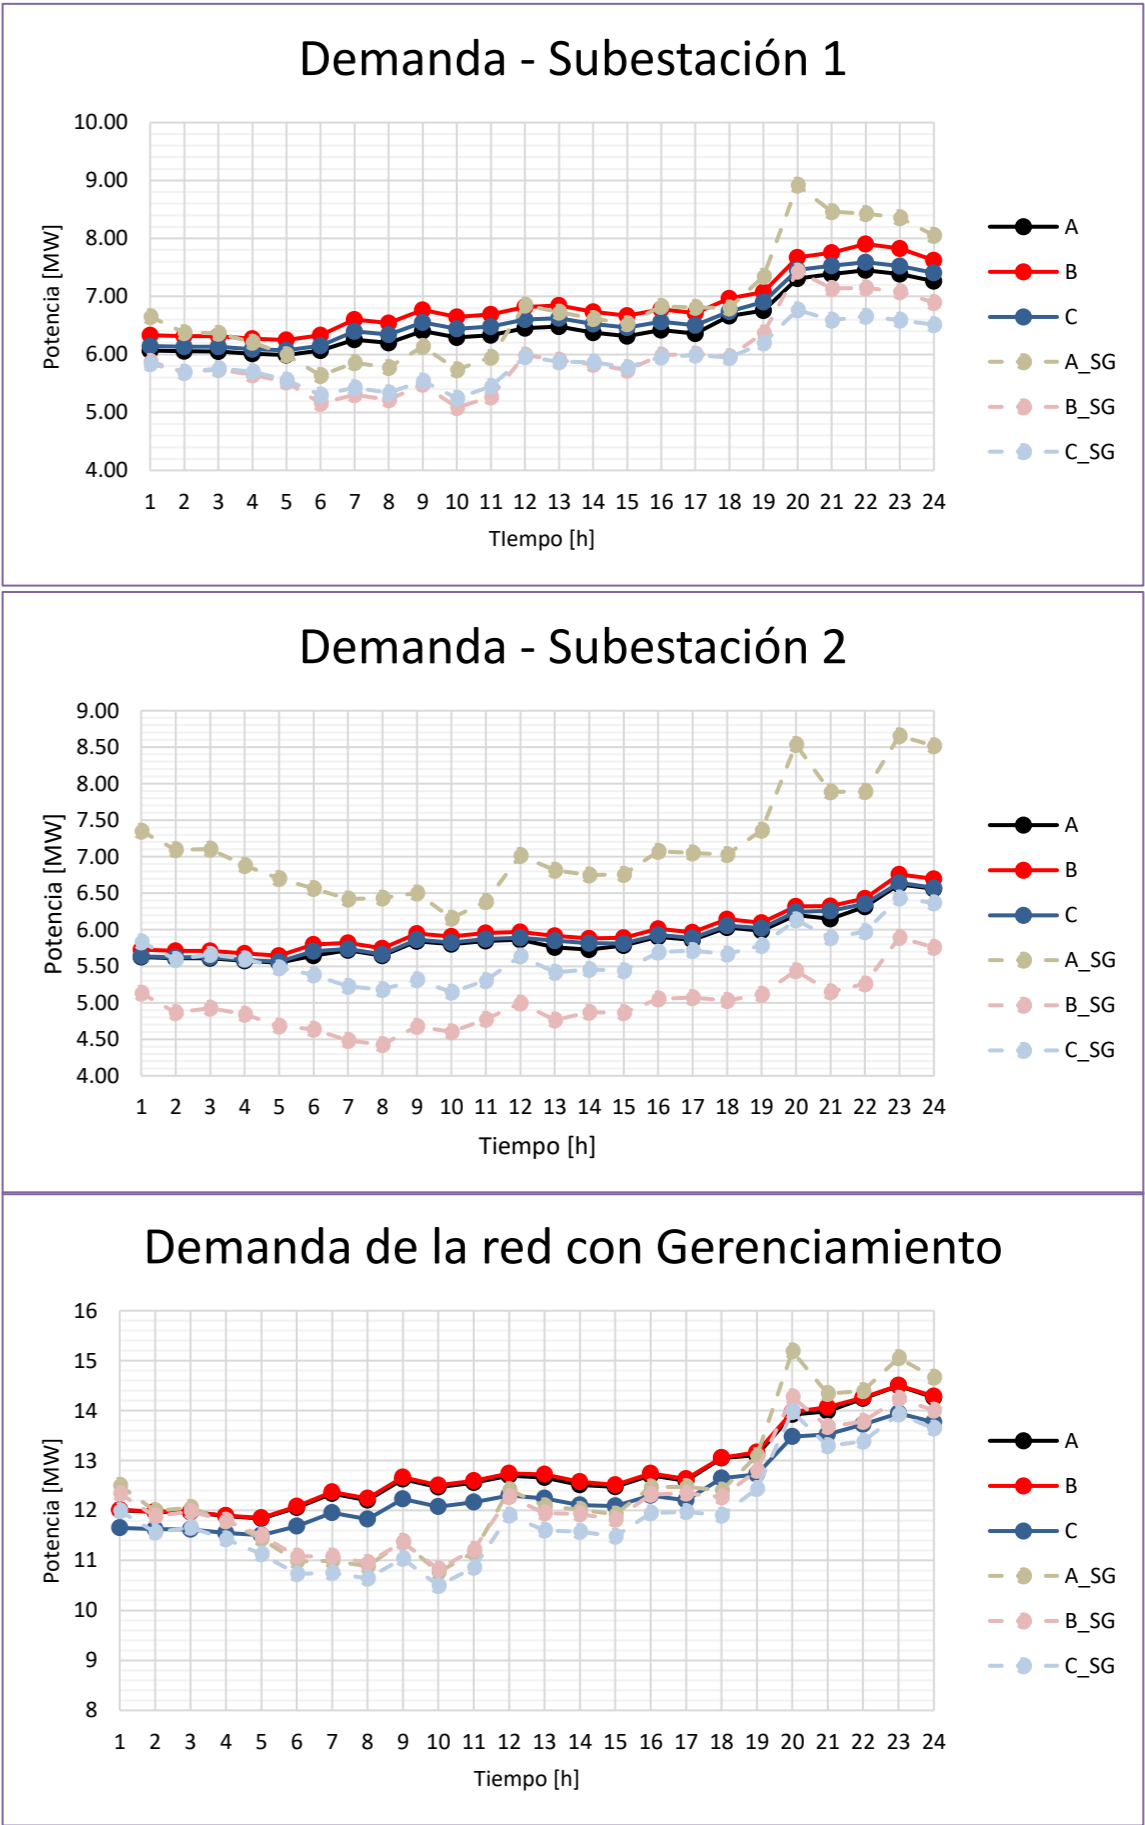 Demanda - Subestación 1
10.00
9.00
8.00
7.00
6.00
5.00
4.00
Potencia [MW]
1 2 3 4 5 6 7 8 9 10 11 12 13 14 15 16 17 18 19 20 21 22 23 24
TIempo [h]
A
B
C
A_SG
B_SG
C_SG
Demanda - Subestación 2
9.00
8.50
8.00
7.50
7.00
6.50
6.00
5.50
5.00
4.50
4.00
Potencia [MW]
1 2 3 4 5 6 7 8 9 10 11 12 13 14 15 16 17 18 19 20 21 22 23 24
Tiempo [h]
A
B
C
A_SG
B_SG
C_SG
Demanda de la red con Gerenciamiento
16
15
14
13
12
11
10
9
8
Potencia [MW]
1 2 3 4 5 6 7 8 9 10 11 12 13 14 15 16 17 18 19 20 21 22 23 24
Tiempo [h]
A
B
C
A_SG
B_SG
C_SG